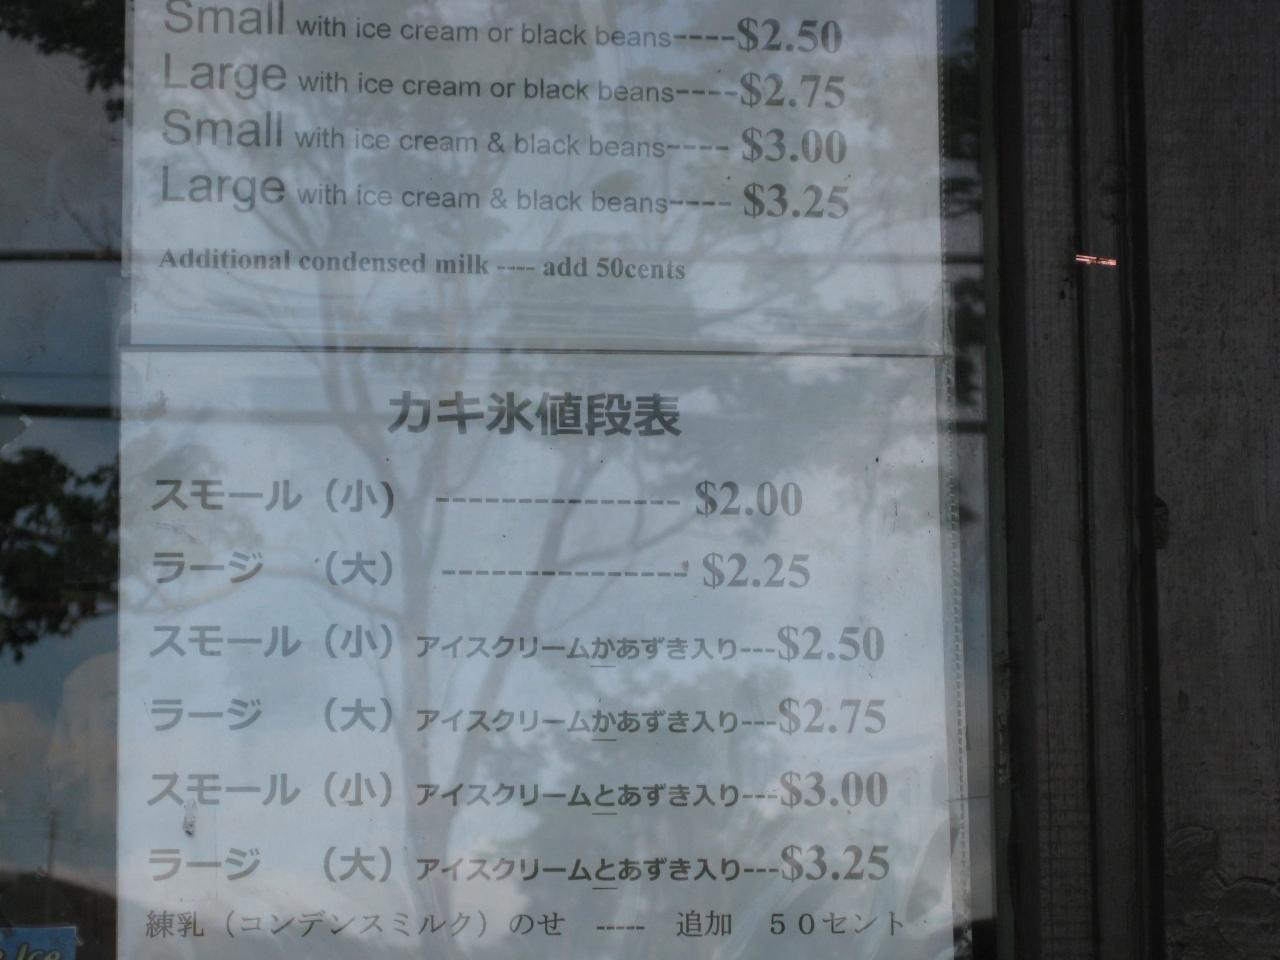 Small with ice cream or black beans----$2.50
Large with ice cream or black beans----$2.75
Small with ice cream & black beans---- $3.00
Large with ice cream & black beans---- $3.25
Additional condensed milk ---- add 50cents
カキ氷値段表
スモール（小） --------------- $2.00
ラージ （大） --------------- $2.25
スモール（小）アイスクリームかあずき入り---$2.50
ラージ （大）アイスクリームかあずき入り---$2.75
スモール（小）アイスクリームとあずき入り---$3.00
ラージ （大）アイスクリームとあずき入り---$3.25
練乳（コンデンスミルク）のせ ----- 追加 ５０セント
Ice